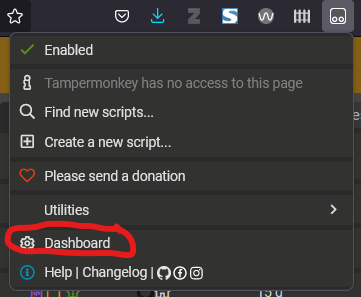 Enabled
Tampermonkey has no access to this page
Find new scripts...
Create a new script...
Please send a donation
Utilities
Dashboard
Help | Changelog |